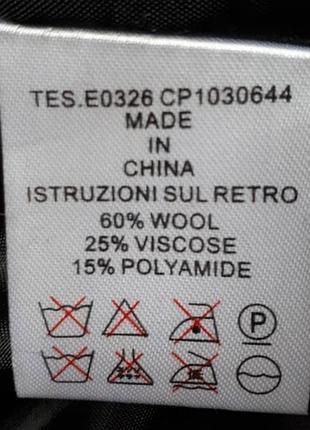 TES.E0326 CP1030644
MADE
IN
CHINA
ISTRUZIONI SUL RETRO
60% WOOL
25% VISCOSE
15% POLYAMIDE
P